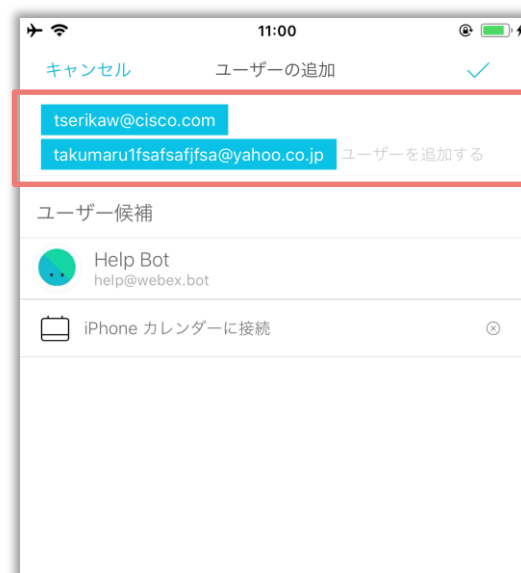 11:00
キャンセル ユーザーの追加
tserikaw@cisco.com
takumaru1fsafsafjfsa@yahoo.co.jp ユーザーを追加する
ユーザー候補
Help Bot
help@webex.bot
iPhone カレンダーに接続